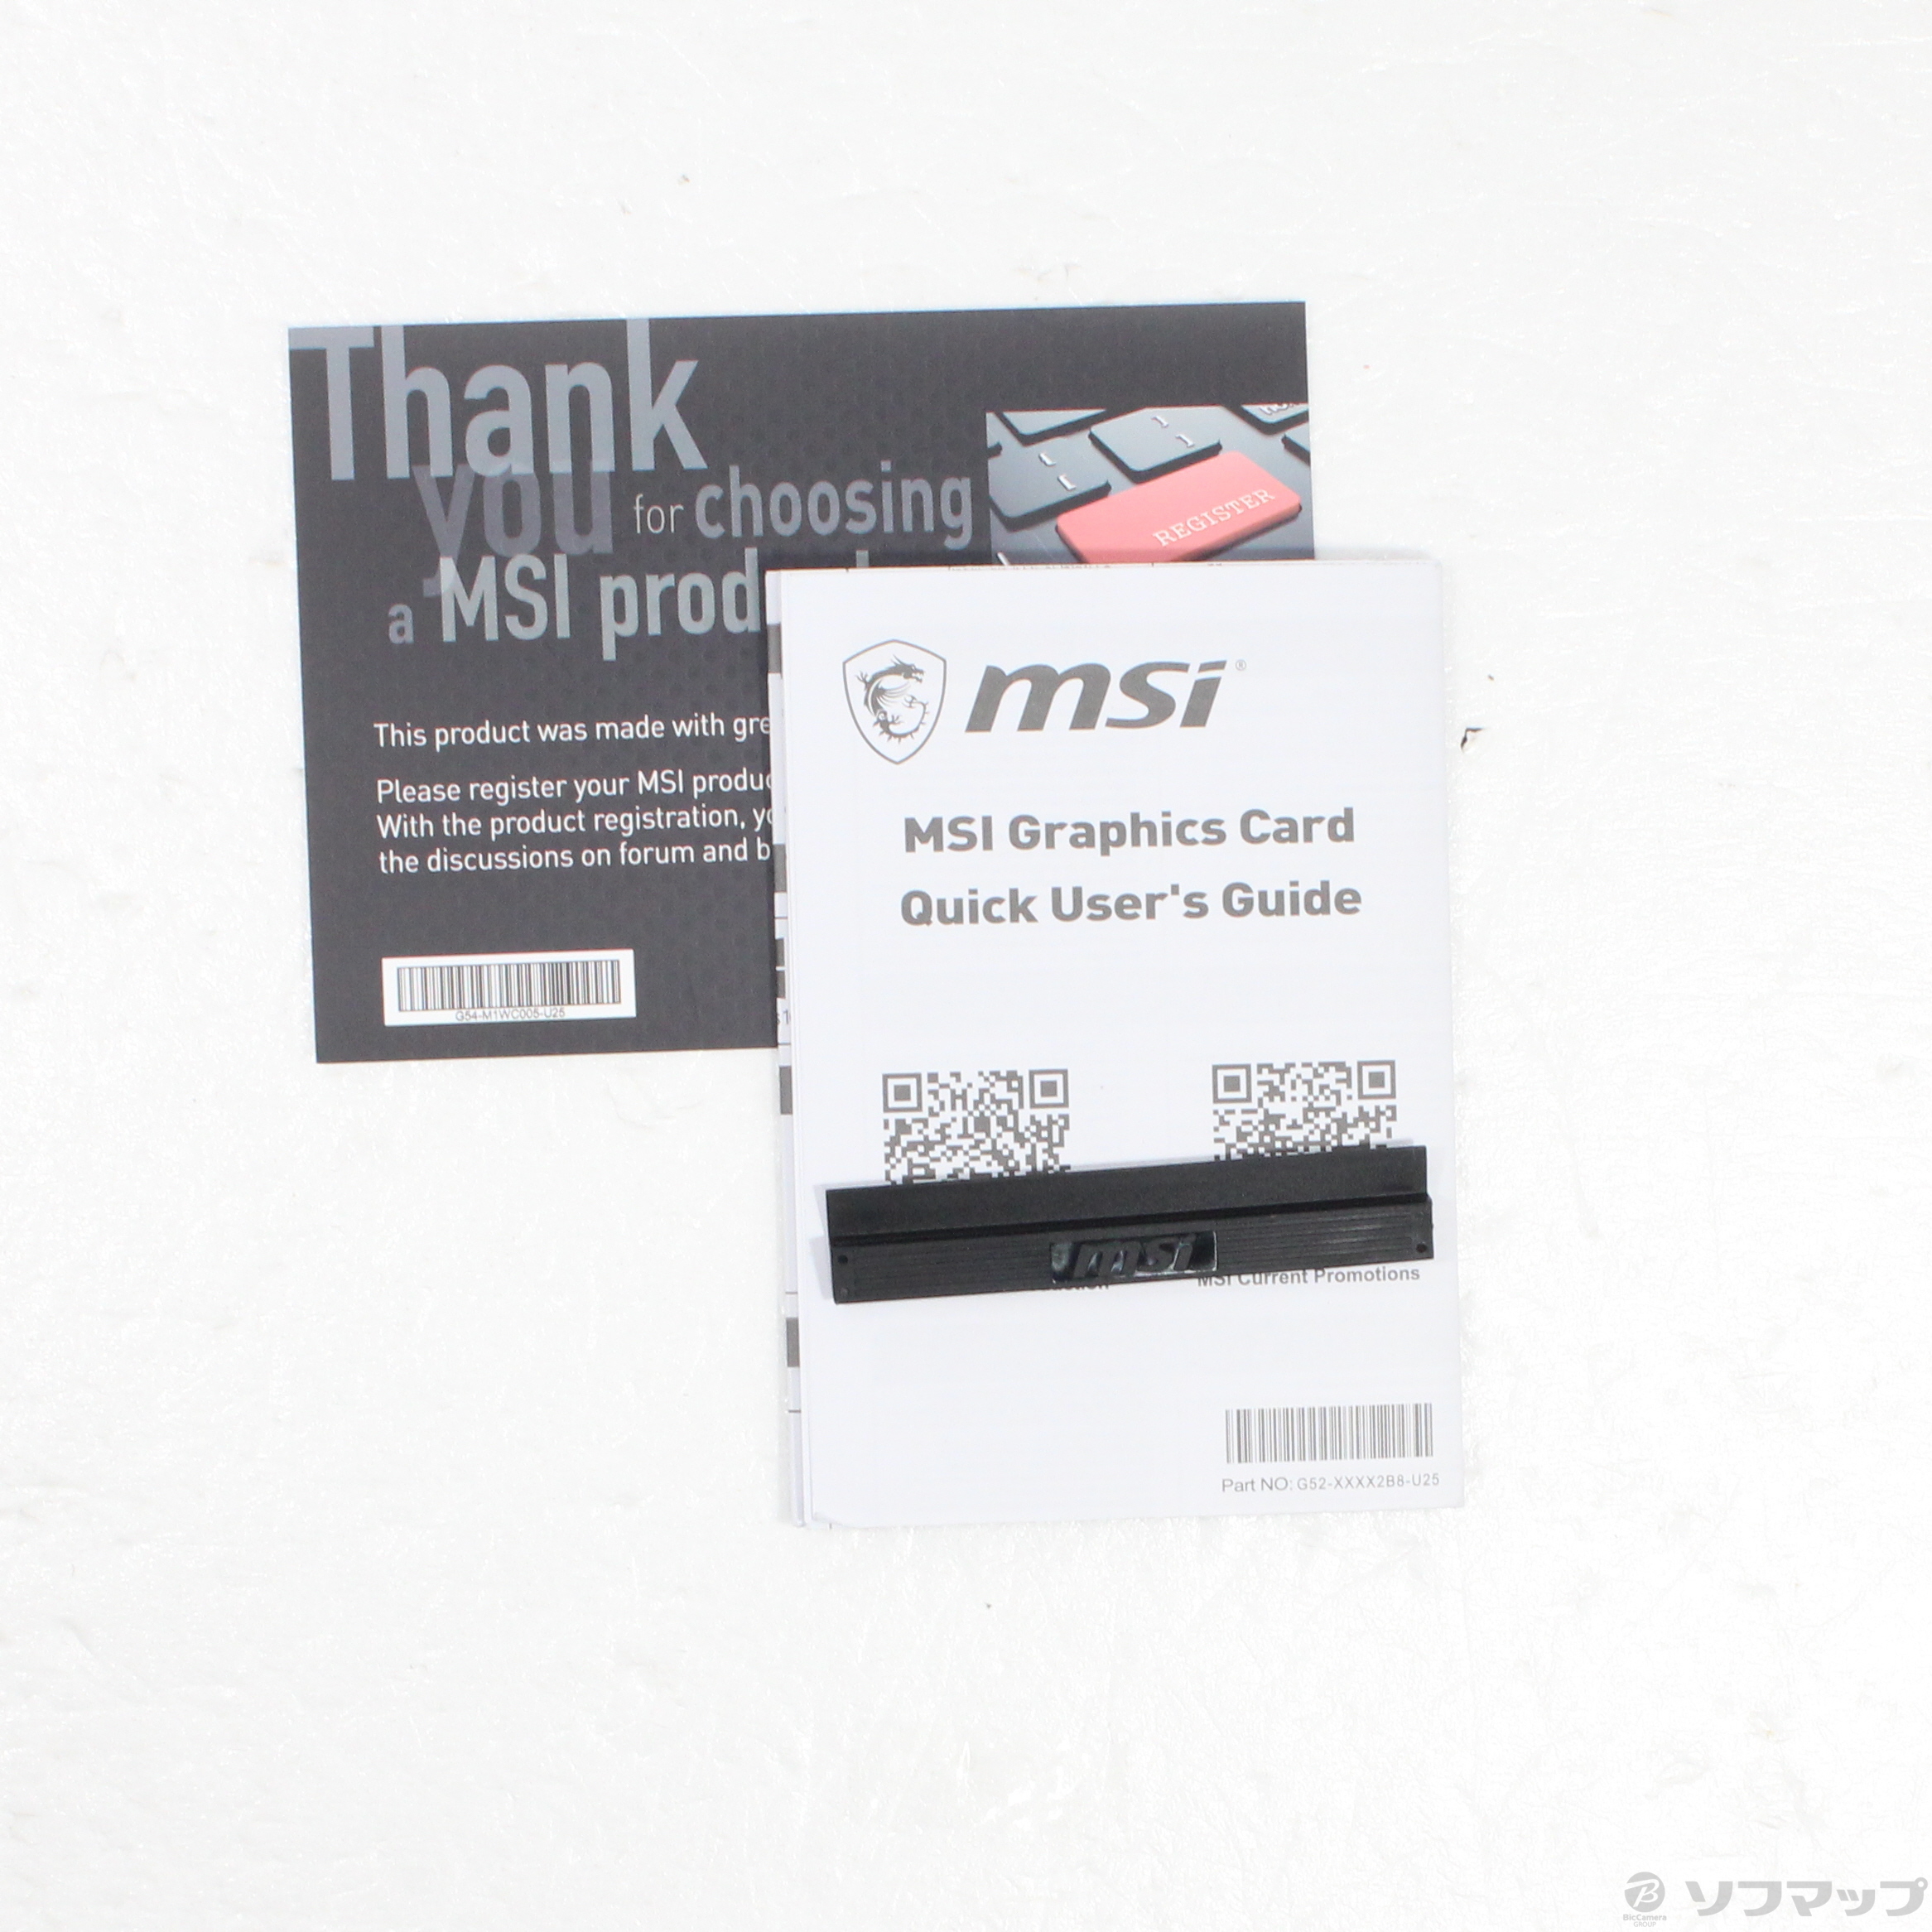 Thank
you for choosing
a MSI prod
REGISTER
This product was made with gre
Please register your MSI produc
With the product registration, yo
the discussions on forum and b
G54-M1WC005-U25
msi®
MSI Graphics Card
Quick User's Guide
msi
MSI Current Promotions
Part NO: G52-XXXX2B8-U25
BicCamera
GROUP
ソフマップ